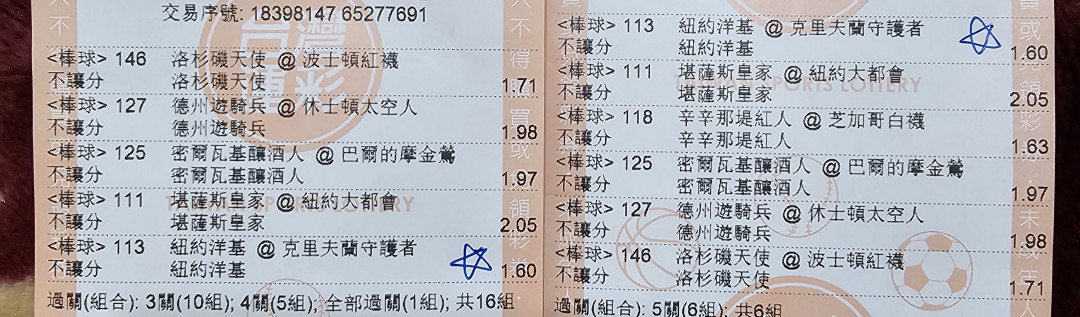 交易序號: 18398147 65277691
<棒球> 146 洛杉磯天使 @ 波士頓紅襪
不讓分 洛杉磯天使 1.71
<棒球> 127 德州遊騎兵 @ 休士頓太空人
不讓分 德州遊騎兵 1.98
<棒球> 125 密爾瓦基釀酒人 @ 巴爾的摩金鶯
不讓分 密爾瓦基釀酒人 1.97
<棒球> 111 堪薩斯皇家 @ 紐約大都會
不讓分 堪薩斯皇家 2.05
<棒球> 113 紐約洋基 @ 克里夫蘭守護者
不讓分 紐約洋基 1.60
過關(組合): 3關(10組); 4關(5組); 全部過關(1組); 共16組
<棒球> 113 紐約洋基 @ 克里夫蘭守護者
不讓分 紐約洋基 1.60
<棒球> 111 堪薩斯皇家 @ 紐約大都會
不讓分 堪薩斯皇家 2.05
<棒球> 118 辛辛那堤紅人 @ 芝加哥白襪
不讓分 辛辛那堤紅人 1.63
<棒球> 125 密爾瓦基釀酒人 @ 巴爾的摩金鶯
不讓分 密爾瓦基釀酒人 1.97
<棒球> 127 德州遊騎兵 @ 休士頓太空人
不讓分 德州遊騎兵 1.98
<棒球> 146 洛杉磯天使 @ 波士頓紅襪
不讓分 洛杉磯天使 1.71
過關(組合): 5關(6組); 共6組